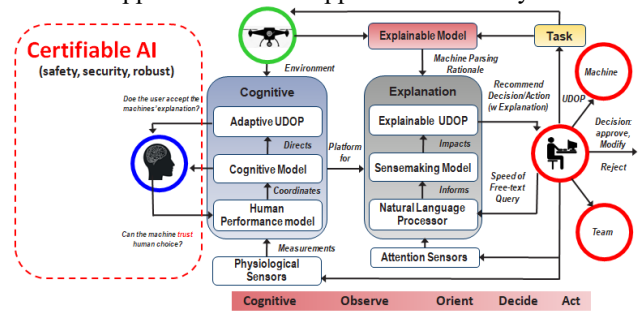 Certifiable AI
(safety, security, robust)
Does the user accept the
machines' explanation?
Can the machine trust
human choice?
Environment
Cognitive
Adaptive UDOP
Directs
Cognitive Model
Coordinates
Human
Performance model
Measurements
Physiological
Sensors
Platform
for
Explainable Model
Machine Parsing
Rationale
Explanation
Explainable UDOP
Impacts
Sensemaking Model
Informs
Natural Language
Processor
Attention Sensors
Recommend
Decision/Action
(w Explanation)
Speed of
Free-text
Query
Task
UDOP
Machine
Decision:
approve,
Modify
Reject
Team
Cognitive Observe Orient Decide Act